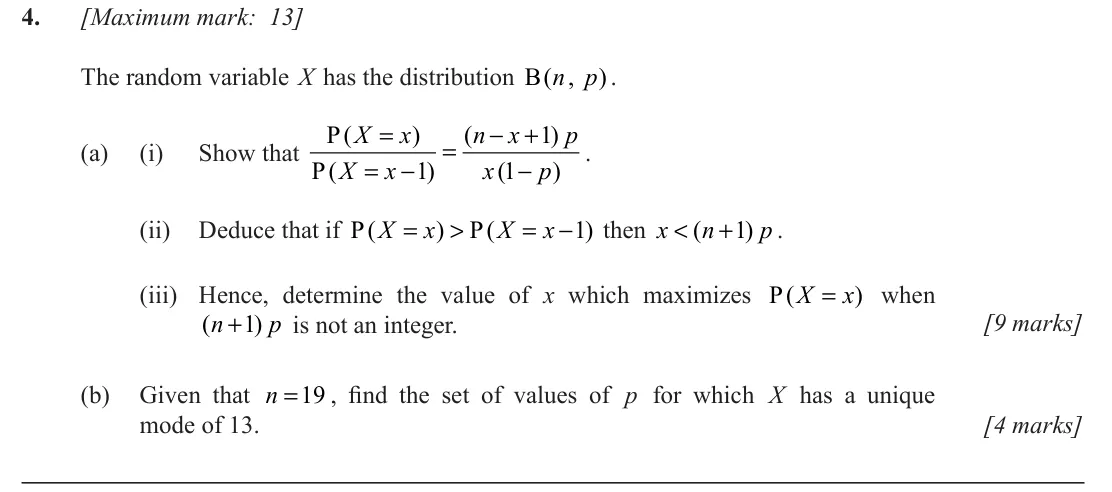 4. [Maximum mark: 13]
The random variable X has the distribution B(n, p).
(a) (i) Show that P(X = x) / P(X = x−1) = (n−x+1) p / x(1−p) .
(ii) Deduce that if P(X = x) > P(X = x−1) then x < (n+1) p .
(iii) Hence, determine the value of x which maximizes P(X = x) when
(n+1) p is not an integer. [9 marks]
(b) Given that n = 19, find the set of values of p for which X has a unique
mode of 13. [4 marks]